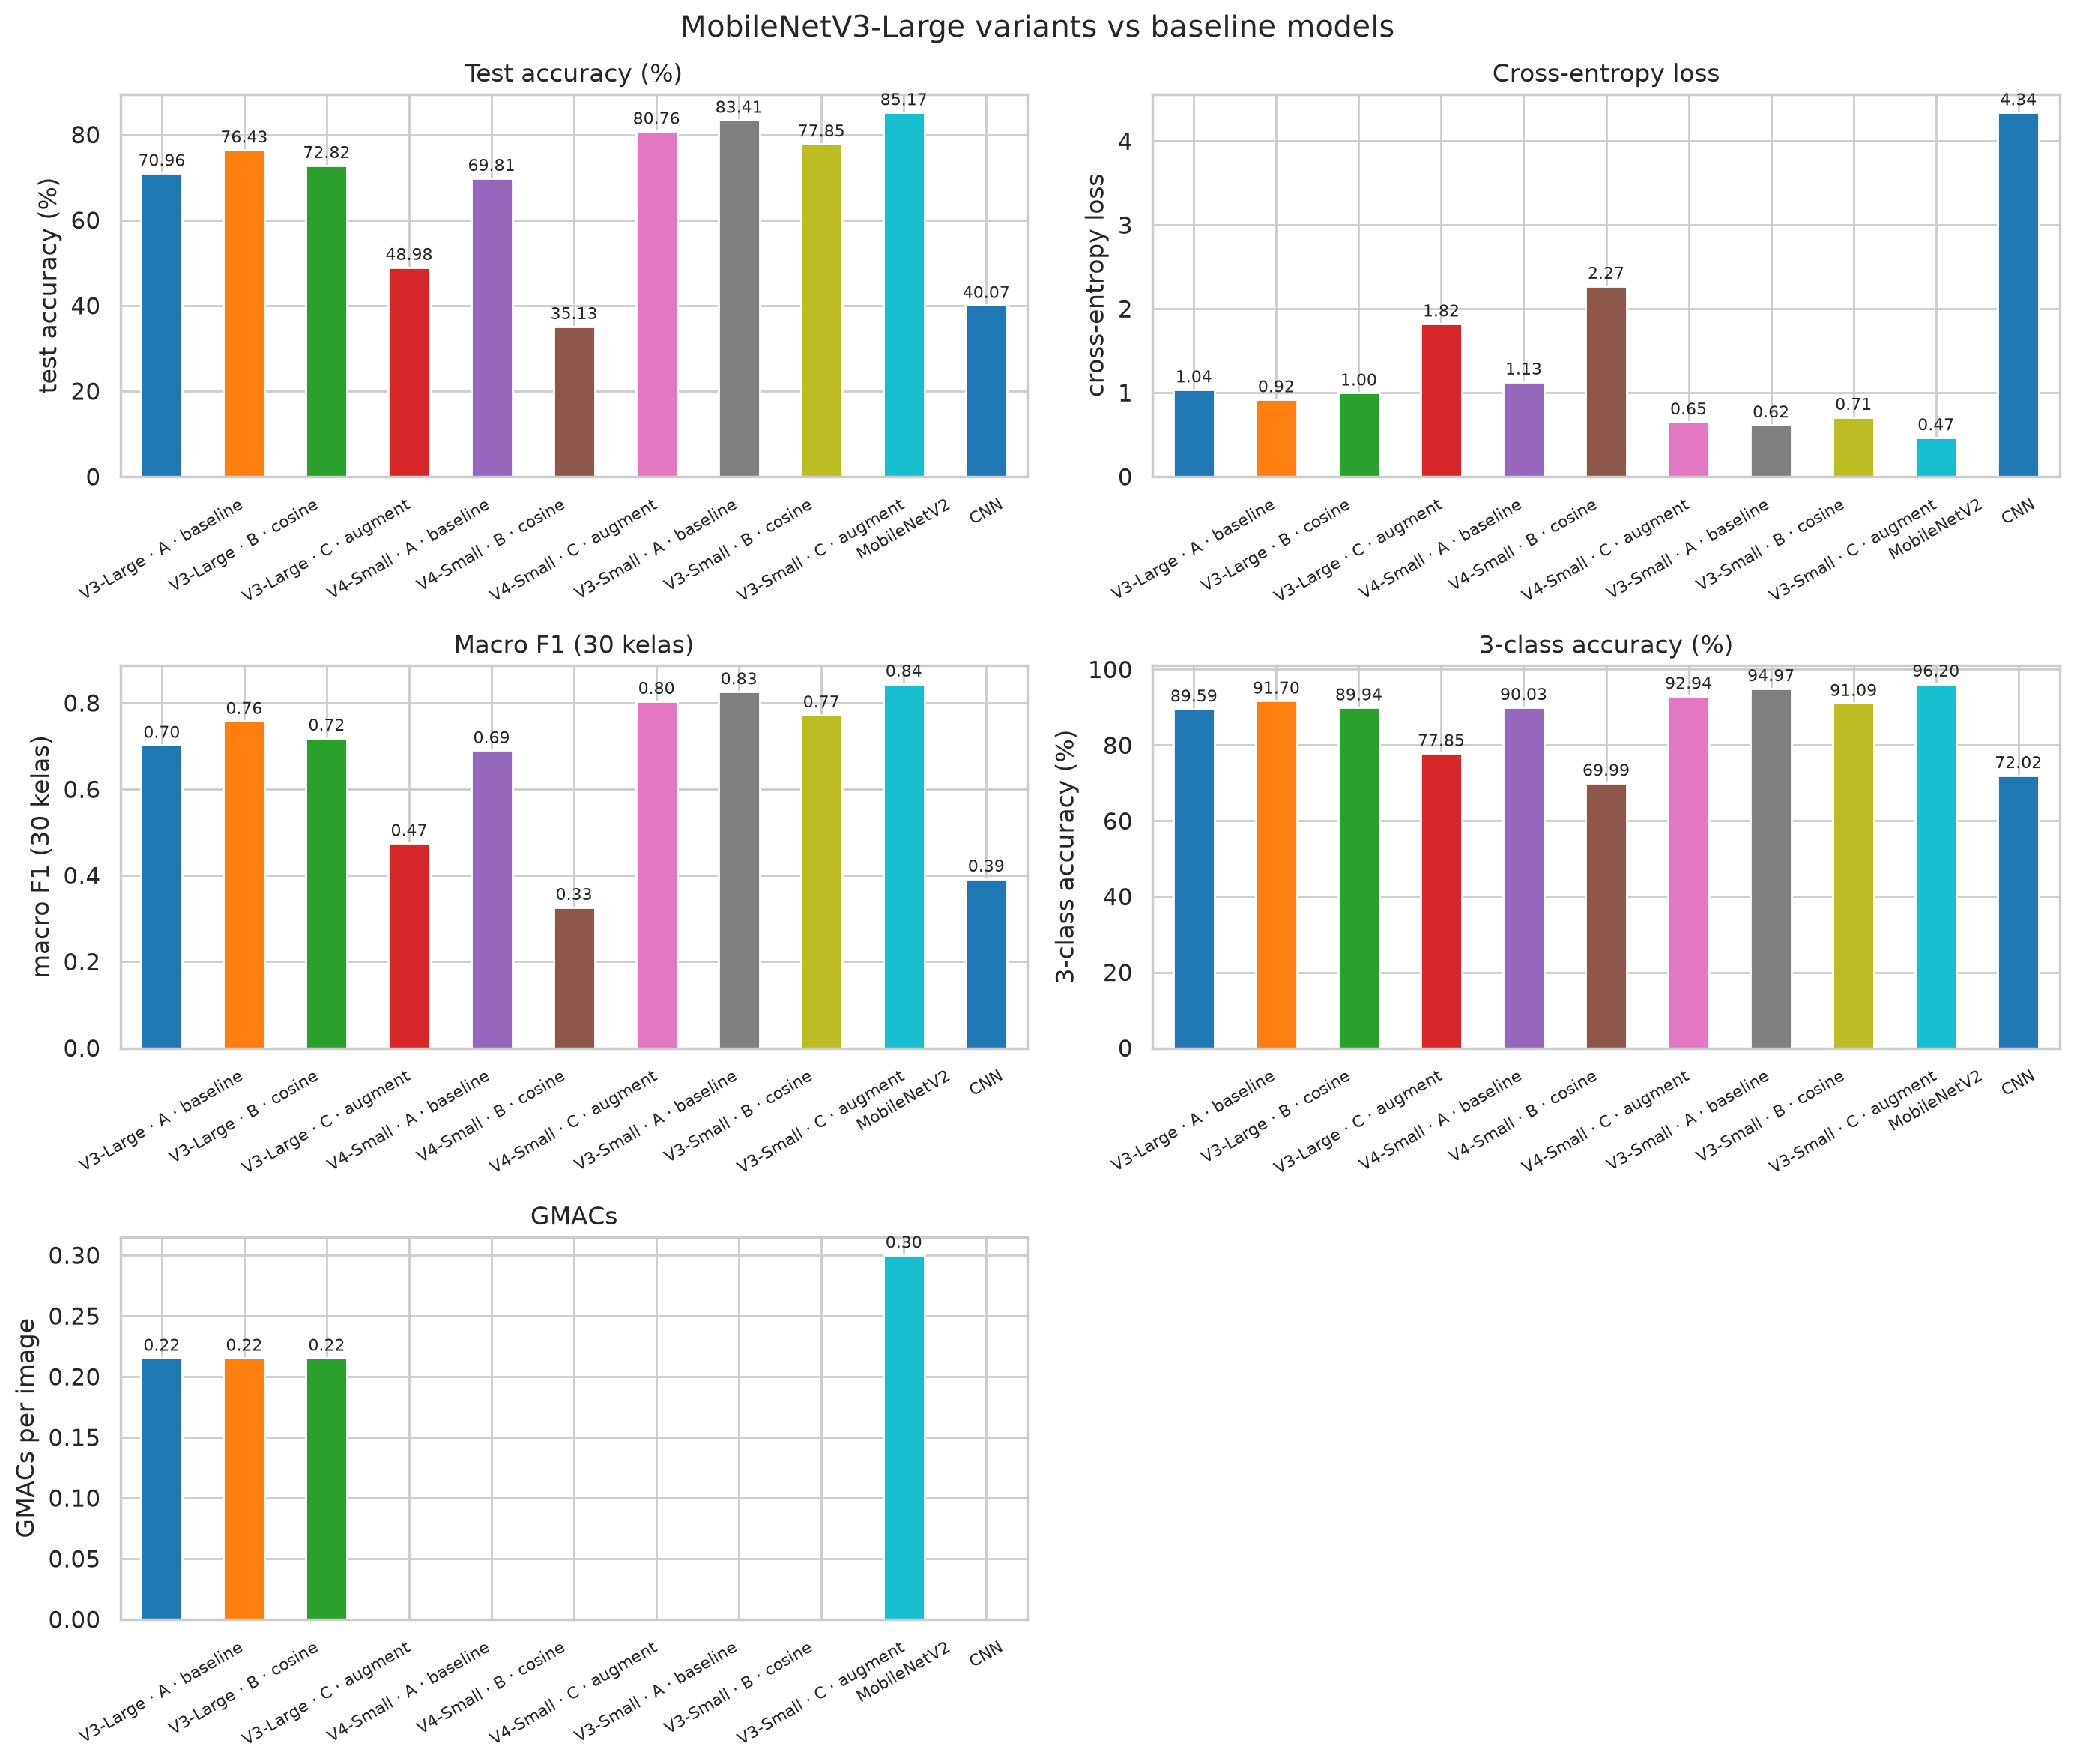 MobileNetV3-Large variants vs baseline models
Test accuracy (%)
test accuracy (%)
80
60
40
20
0
70.96
76.43
72.82
48.98
69.81
35.13
80.76
83.41
77.85
85.17
40.07
V3-Large · A · baseline
V3-Large · B · cosine
V3-Large · C · augment
V4-Small · A · baseline
V4-Small · B · cosine
V4-Small · C · augment
V3-Small · A · baseline
V3-Small · B · cosine
V3-Small · C · augment
MobileNetV2
CNN
Cross-entropy loss
cross-entropy loss
4
3
2
1
0
1.04
0.92
1.00
1.82
1.13
2.27
0.65
0.62
0.71
0.47
4.34
V3-Large · A · baseline
V3-Large · B · cosine
V3-Large · C · augment
V4-Small · A · baseline
V4-Small · B · cosine
V4-Small · C · augment
V3-Small · A · baseline
V3-Small · B · cosine
V3-Small · C · augment
MobileNetV2
CNN
Macro F1 (30 kelas)
macro F1 (30 kelas)
0.8
0.6
0.4
0.2
0.0
0.70
0.76
0.72
0.47
0.69
0.33
0.80
0.83
0.77
0.84
0.39
V3-Large · A · baseline
V3-Large · B · cosine
V3-Large · C · augment
V4-Small · A · baseline
V4-Small · B · cosine
V4-Small · C · augment
V3-Small · A · baseline
V3-Small · B · cosine
V3-Small · C · augment
MobileNetV2
CNN
3-class accuracy (%)
3-class accuracy (%)
100
80
60
40
20
0
89.59
91.70
89.94
77.85
90.03
69.99
92.94
94.97
91.09
96.20
72.02
V3-Large · A · baseline
V3-Large · B · cosine
V3-Large · C · augment
V4-Small · A · baseline
V4-Small · B · cosine
V4-Small · C · augment
V3-Small · A · baseline
V3-Small · B · cosine
V3-Small · C · augment
MobileNetV2
CNN
GMACs
GMACs per image
0.30
0.25
0.20
0.15
0.10
0.05
0.00
0.22
0.22
0.22
0.30
V3-Large · A · baseline
V3-Large · B · cosine
V3-Large · C · augment
V4-Small · A · baseline
V4-Small · B · cosine
V4-Small · C · augment
V3-Small · A · baseline
V3-Small · B · cosine
V3-Small · C · augment
MobileNetV2
CNN